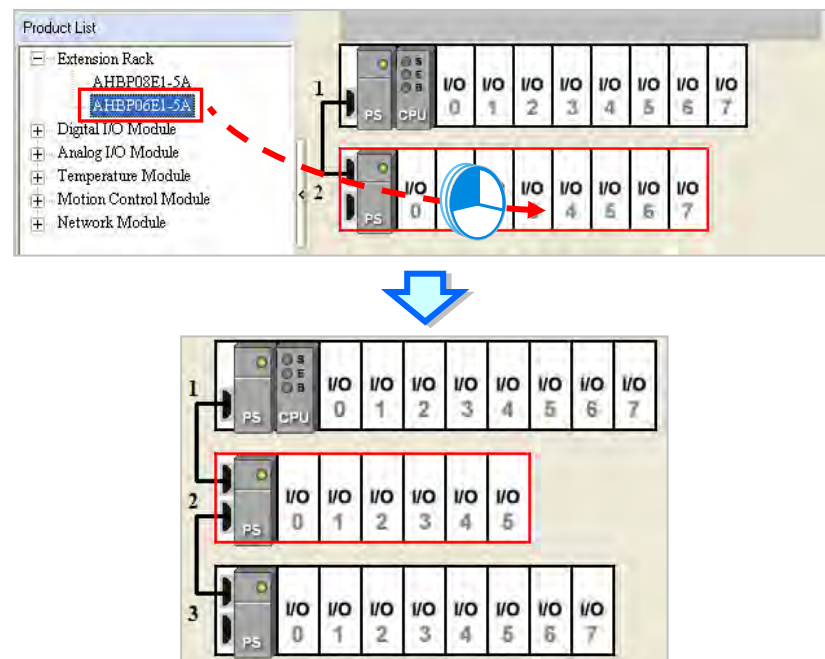 Product List
Extension Rack
AHBP08E1-5A
AHBP06E1-5A
Digital I/O Module
Analog I/O Module
Temperature Module
Motion Control Module
Network Module
1
PS
S
E
B
CPU
I/O I/O I/O I/O I/O I/O I/O I/O
0 1 2 3 4 5 6 7
2
PS
I/O I/O I/O I/O I/O I/O
0 4 5 6 7
1
PS
S
E
B
CPU
I/O I/O I/O I/O I/O I/O I/O I/O
0 1 2 3 4 5 6 7
2
PS
I/O I/O I/O I/O I/O I/O
0 1 2 3 4 5
3
PS
I/O I/O I/O I/O I/O I/O I/O I/O
0 1 2 3 4 5 6 7